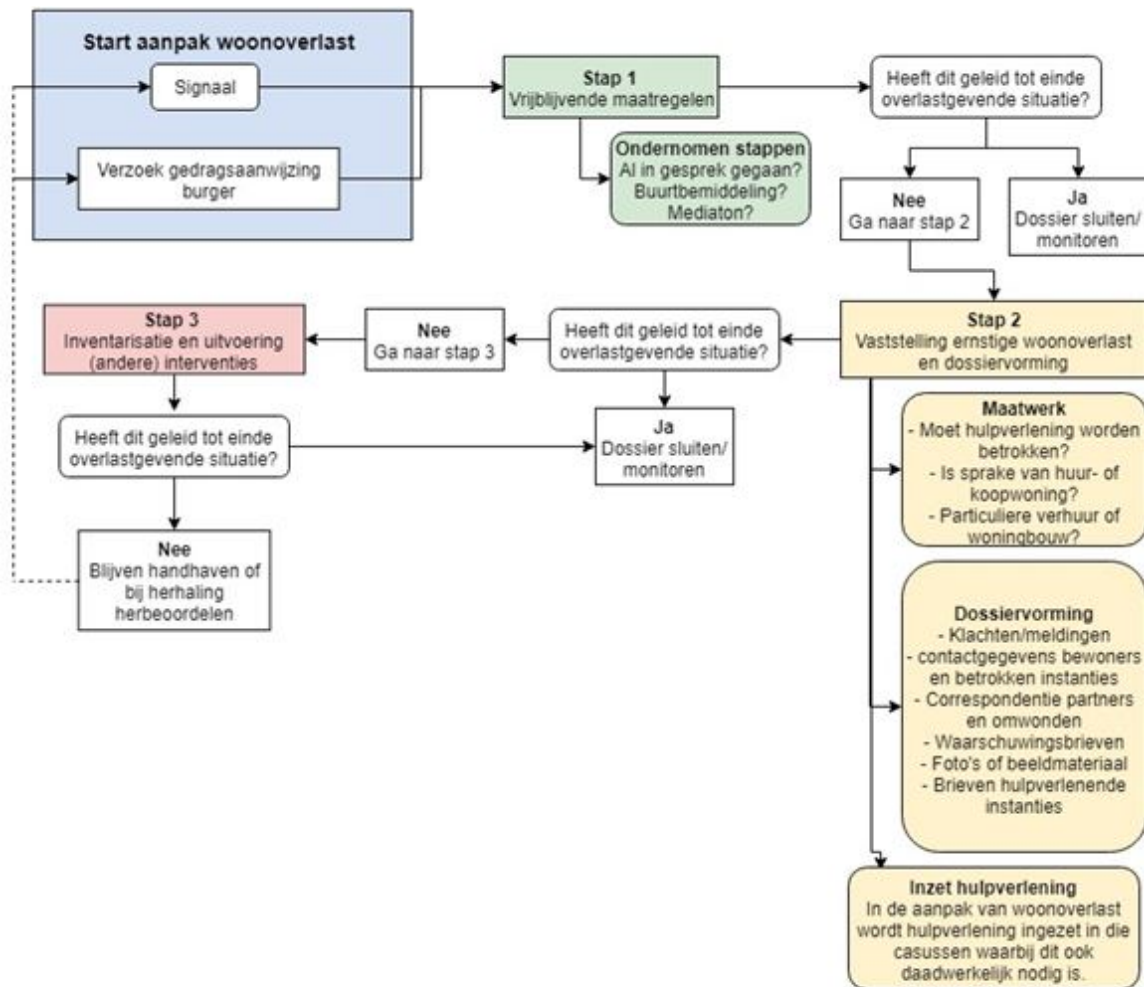 Start aanpak woonoverlast
Signaal
Verzoek gedragsaanwijzing
burger
Stap 1
Vrijblijvende maatregelen
Ondernomen stappen
Al in gesprek gegaan?
Buurtbemiddeling?
Mediaton?
Heeft dit geleid tot einde
overlastgevende situatie?
Nee
Ga naar stap 2
Ja
Dossier sluiten/
monitoren
Stap 2
Vaststelling ernstige woonoverlast
en dossiervorming
Heeft dit geleid tot einde
overlastgevende situatie?
Nee
Ga naar stap 3
Stap 3
Inventarisatie en uitvoering
(andere) interventies
Ja
Dossier sluiten/
monitoren
Heeft dit geleid tot einde
overlastgevende situatie?
Nee
Blijven handhaven of
bij herhaling
herbeoordelen
Maatwerk
- Moet hulpverlening worden
betrokken?
- Is sprake van huur- of
koopwoning?
- Particuliere verhuur of
woningbouw?
Dossiervorming
- Klachten/meldingen
- contactgegevens bewoners
en betrokken instanties
- Correspondentie partners
en omwonden
- Waarschuwingsbrieven
- Foto's of beeldmateriaal
- Brieven hulpverlenende
instanties
Inzet hulpverlening
In de aanpak van woonoverlast
wordt hulpverlening ingezet in die
casussen waarbij dit ook
daadwerkelijk nodig is.